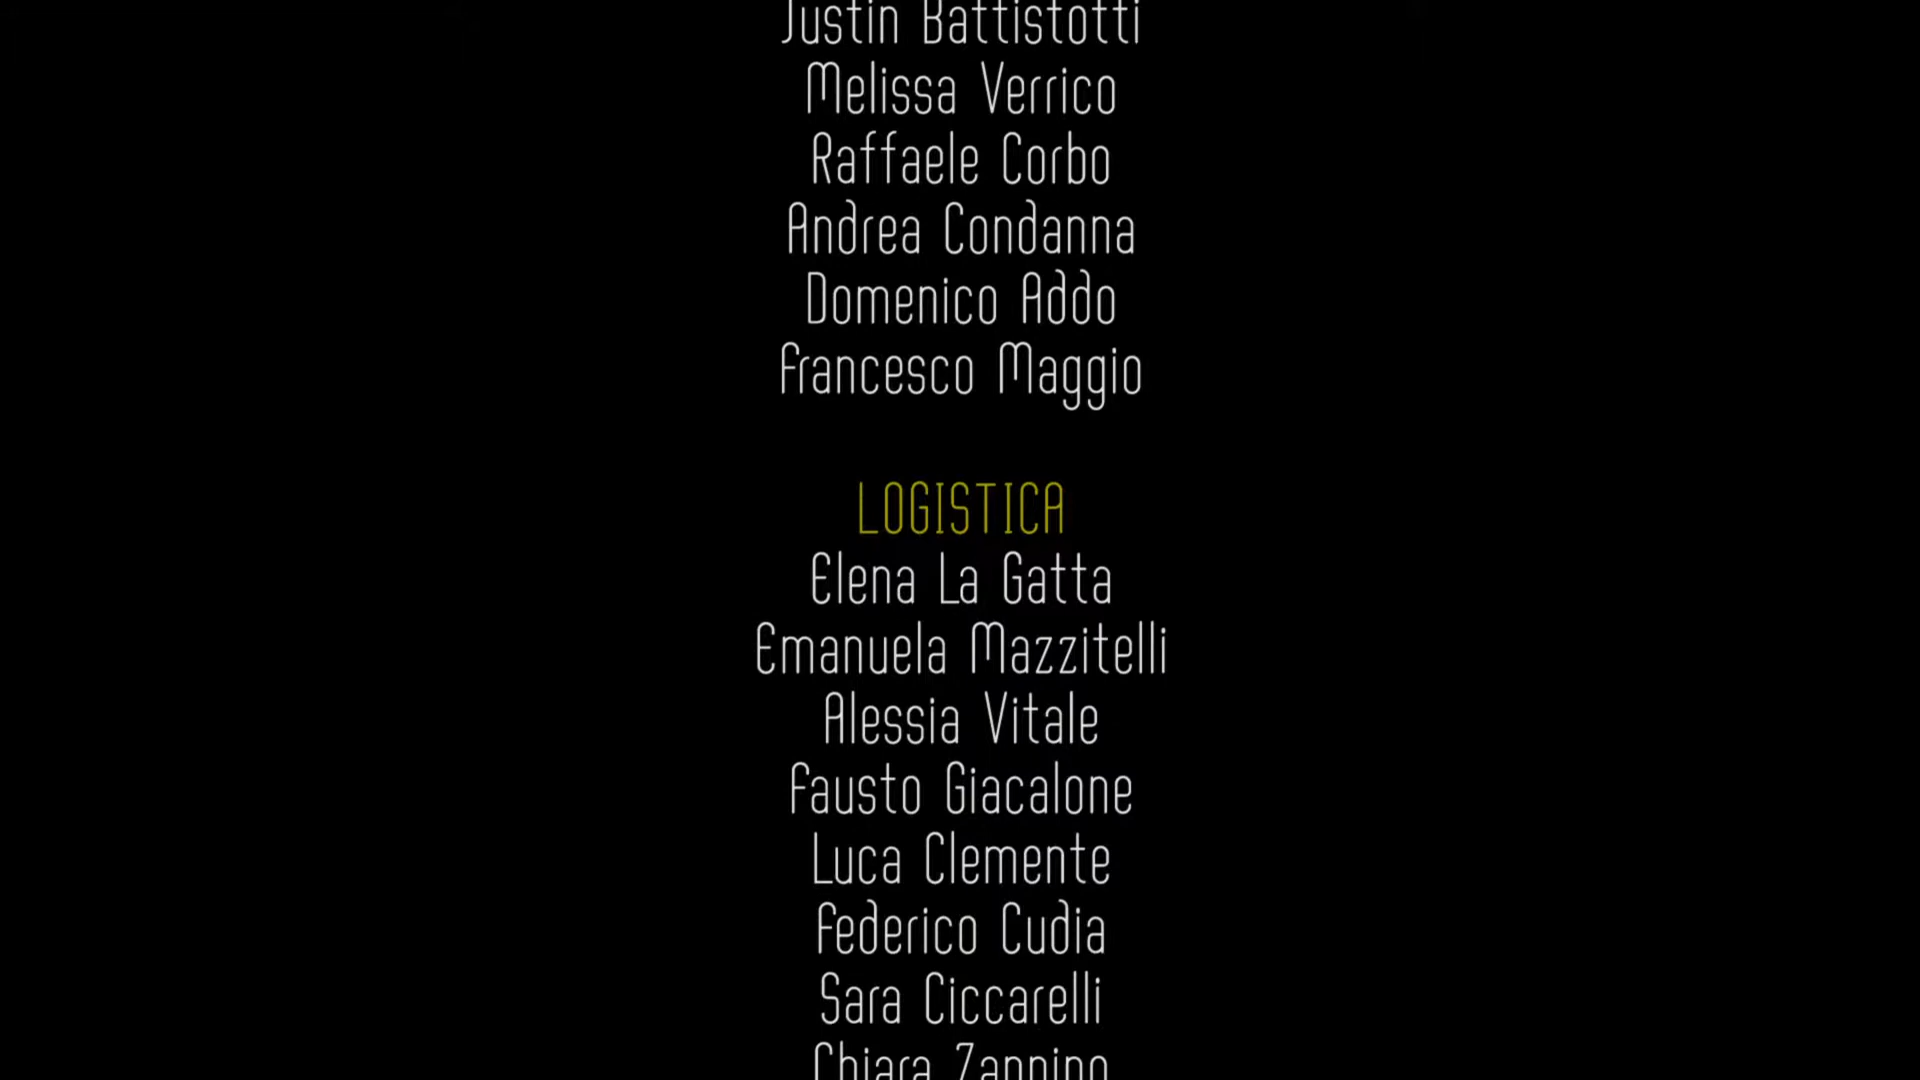 Justin Battistotti
Melissa Verrico
Raffaele Corbo
Andrea Condanna
Domenico Addo
Francesco Maggio
LOGISTICA
Elena La Gatta
Emanuela Mazzitelli
Alessia Vitale
Fausto Giacalone
Luca Clemente
Federico Cudia
Sara Ciccarelli
Chiara